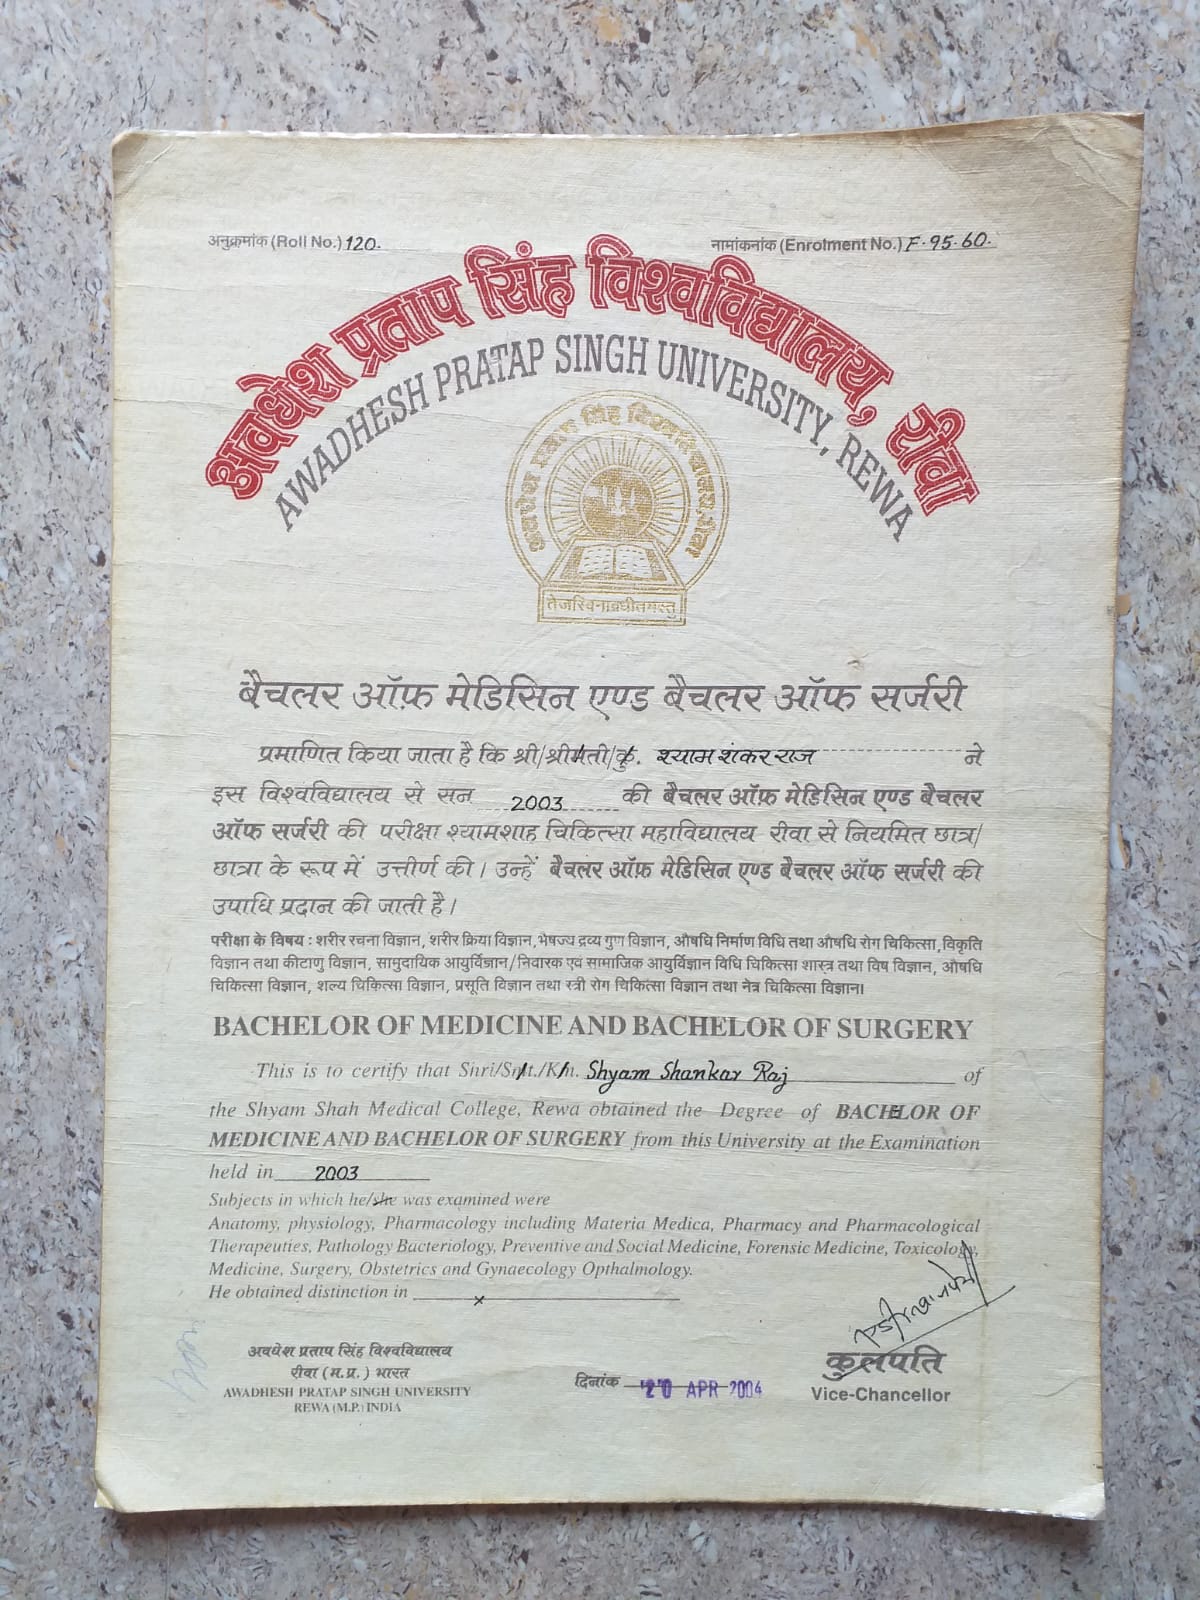 अनुक्रमांक (Roll No.) 120.
नामांकनांक (Enrolment No.) F-95-60.
अवधेश प्रताप सिंह विश्वविद्यालय, रीवा
AWADHESH PRATAP SINGH UNIVERSITY, REWA
अवधेश प्रताप सिंह विश्वविद्यालय, रीवा
तेजस्विनावधीतमस्तु
बैचलर ऑफ़ मेडिसिन एण्ड बैचलर ऑफ सर्जरी
प्रमाणित किया जाता है कि श्री/श्रीमती/कु. श्याम शंकर राज ने
इस विश्वविद्यालय से सन 2003 की बैचलर ऑफ़ मेडिसिन एण्ड बैचलर
ऑफ सर्जरी की परीक्षा श्यामशाह चिकित्सा महाविद्यालय रीवा से नियमित छात्र/
छात्रा के रूप में उत्तीर्ण की। उन्हें बैचलर ऑफ़ मेडिसिन एण्ड बैचलर ऑफ सर्जरी की
उपाधि प्रदान की जाती है।
परीक्षा के विषय : शरीर रचना विज्ञान, शरीर क्रिया विज्ञान, भेषज्य द्रव्य गुण विज्ञान, औषधि निर्माण विधि तथा औषधि रोग चिकित्सा, विकृति
विज्ञान तथा कीटाणु विज्ञान, सामुदायिक आयुर्विज्ञान/निवारक एवं सामाजिक आयुर्विज्ञान विधि चिकित्सा शास्त्र तथा विष विज्ञान, औषधि
चिकित्सा विज्ञान, शल्य चिकित्सा विज्ञान, प्रसूति विज्ञान तथा स्त्री रोग चिकित्सा विज्ञान तथा नेत्र चिकित्सा विज्ञान।
BACHELOR OF MEDICINE AND BACHELOR OF SURGERY
This is to certify that Shri/Smt./Km. Shyam Shankar Raj of
the Shyam Shah Medical College, Rewa obtained the Degree of BACHELOR OF
MEDICINE AND BACHELOR OF SURGERY from this University at the Examination
held in 2003
Subjects in which he/she was examined were
Anatomy, physiology, Pharmacology including Materia Medica, Pharmacy and Pharmacological
Therapeuties, Pathology Bacteriology, Preventive and Social Medicine, Forensic Medicine, Toxicology,
Medicine, Surgery, Obstetrics and Gynaecology Opthalmology.
He obtained distinction in x
अवधेश प्रताप सिंह विश्वविद्यालय
रीवा (म.प्र.) भारत
AWADHESH PRATAP SINGH UNIVERSITY
REWA (M.P.) INDIA
दिनांक 20 APR 2004
कुलपति
Vice-Chancellor